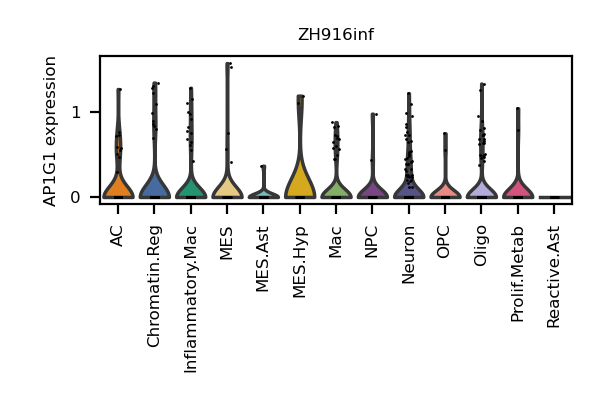 ZH916inf
AP1G1 expression
1
0
AC
Chromatin.Reg
Inflammatory.Mac
MES
MES.Ast
MES.Hyp
Mac
NPC
Neuron
OPC
Oligo
Prolif.Metab
Reactive.Ast